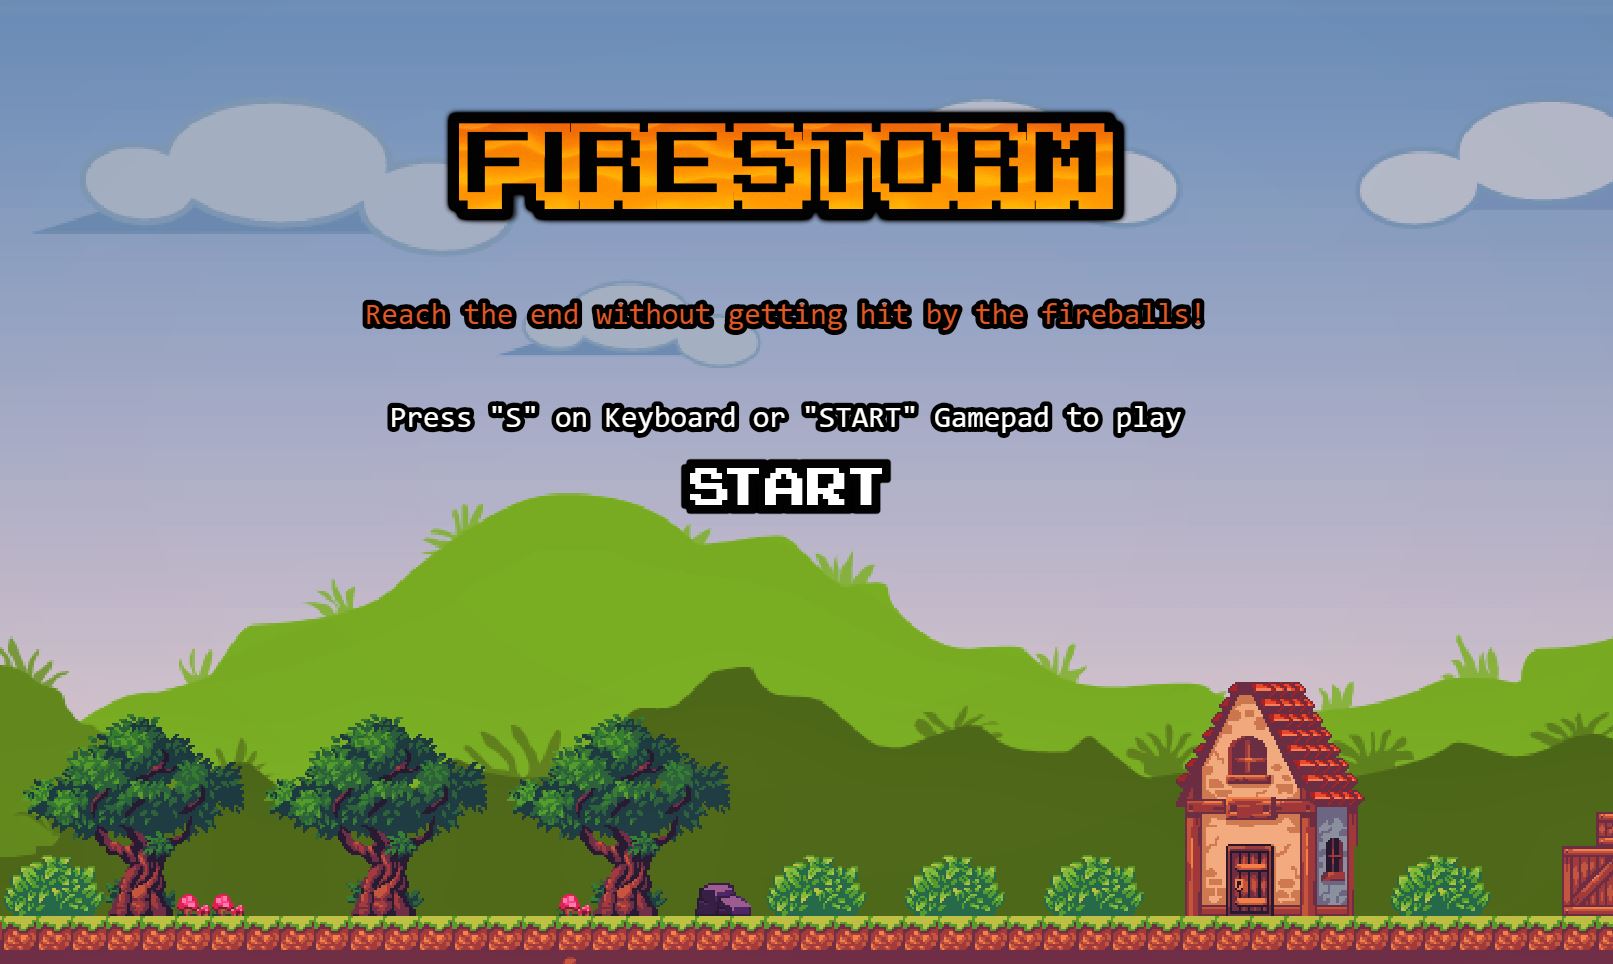 FIRESTORM
Reach the end without getting hit by the fireballs!
Press "S" on Keyboard or "START" Gamepad to play
START